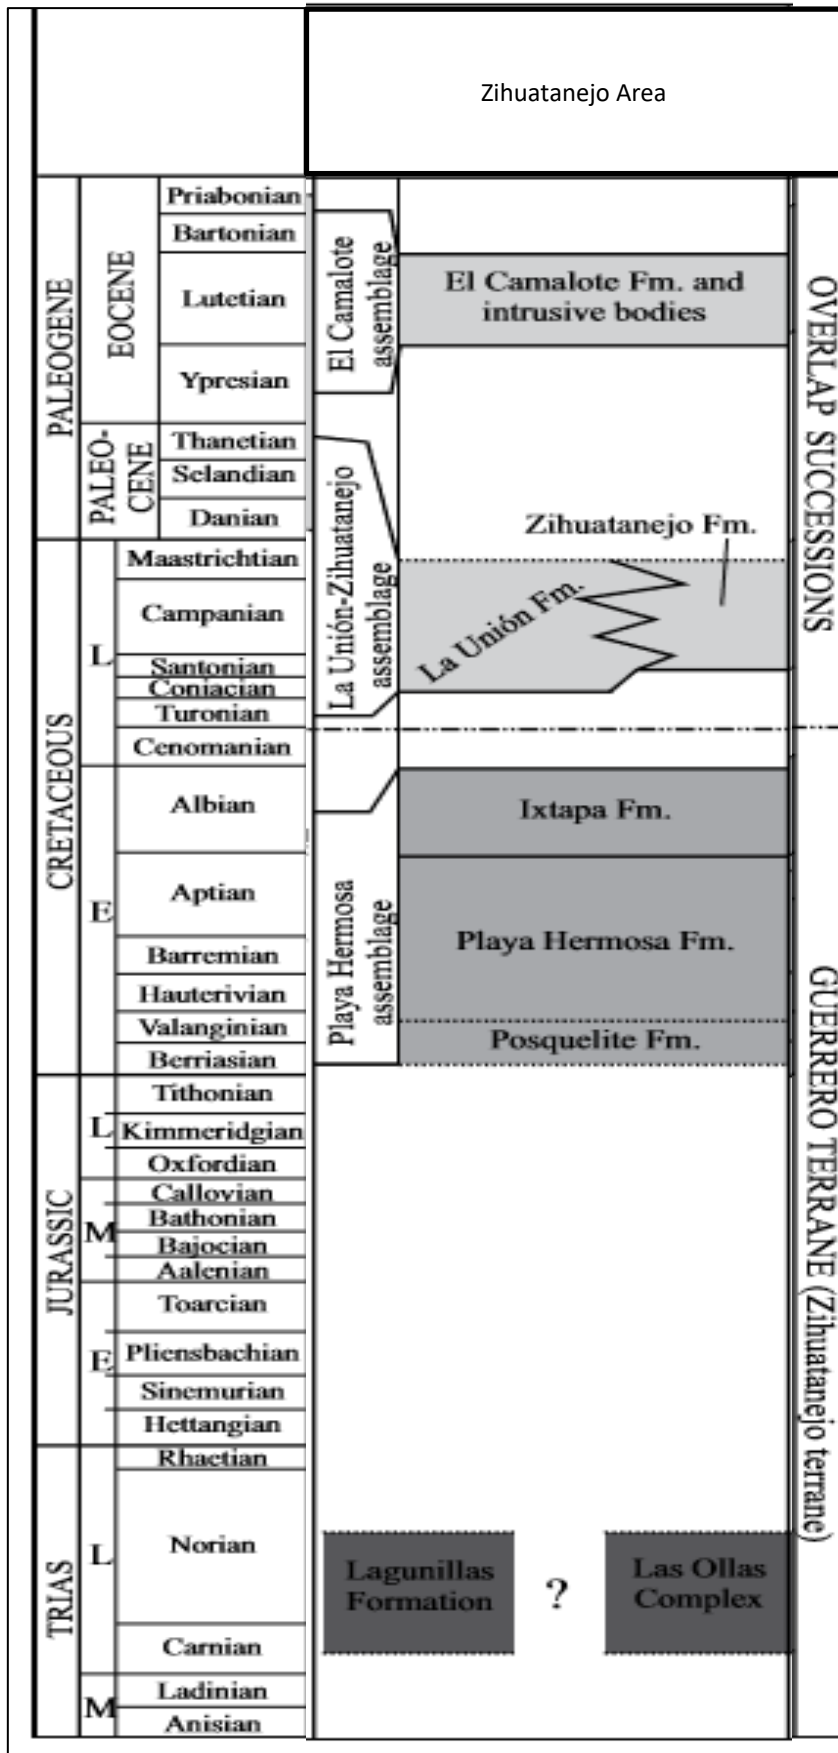 Zihuatanejo Area
PALEOGENE
EOCENE
PALEO-
CENE
Priabonian
Bartonian
Lutetian
Ypresian
Thanetian
Selandian
Danian
CRETACEOUS
L
E
Maastrichtian
Campanian
Santonian
Coniacian
Turonian
Cenomanian
Albian
Aptian
Barremian
Hauterivian
Valanginian
Berriasian
JURASSIC
L
M
E
Tithonian
Kimmeridgian
Oxfordian
Callovian
Bathonian
Bajocian
Aalenian
Toarcian
Pliensbachian
Sinemurian
Hettangian
TRIAS
L
M
Rhaetian
Norian
Carnian
Ladinian
Anisian
El Camalote
assemblage
La Unión-Zihuatanejo
assemblage
Playa Hermosa
assemblage
El Camalote Fm. and
intrusive bodies
Zihuatanejo Fm.
La Unión Fm.
Ixtapa Fm.
Playa Hermosa Fm.
Posquelite Fm.
Lagunillas
Formation
?
Las Ollas
Complex
OVERLAP SUCCESSIONS
GUERRERO TERRANE (Zihuatanejo terrane)